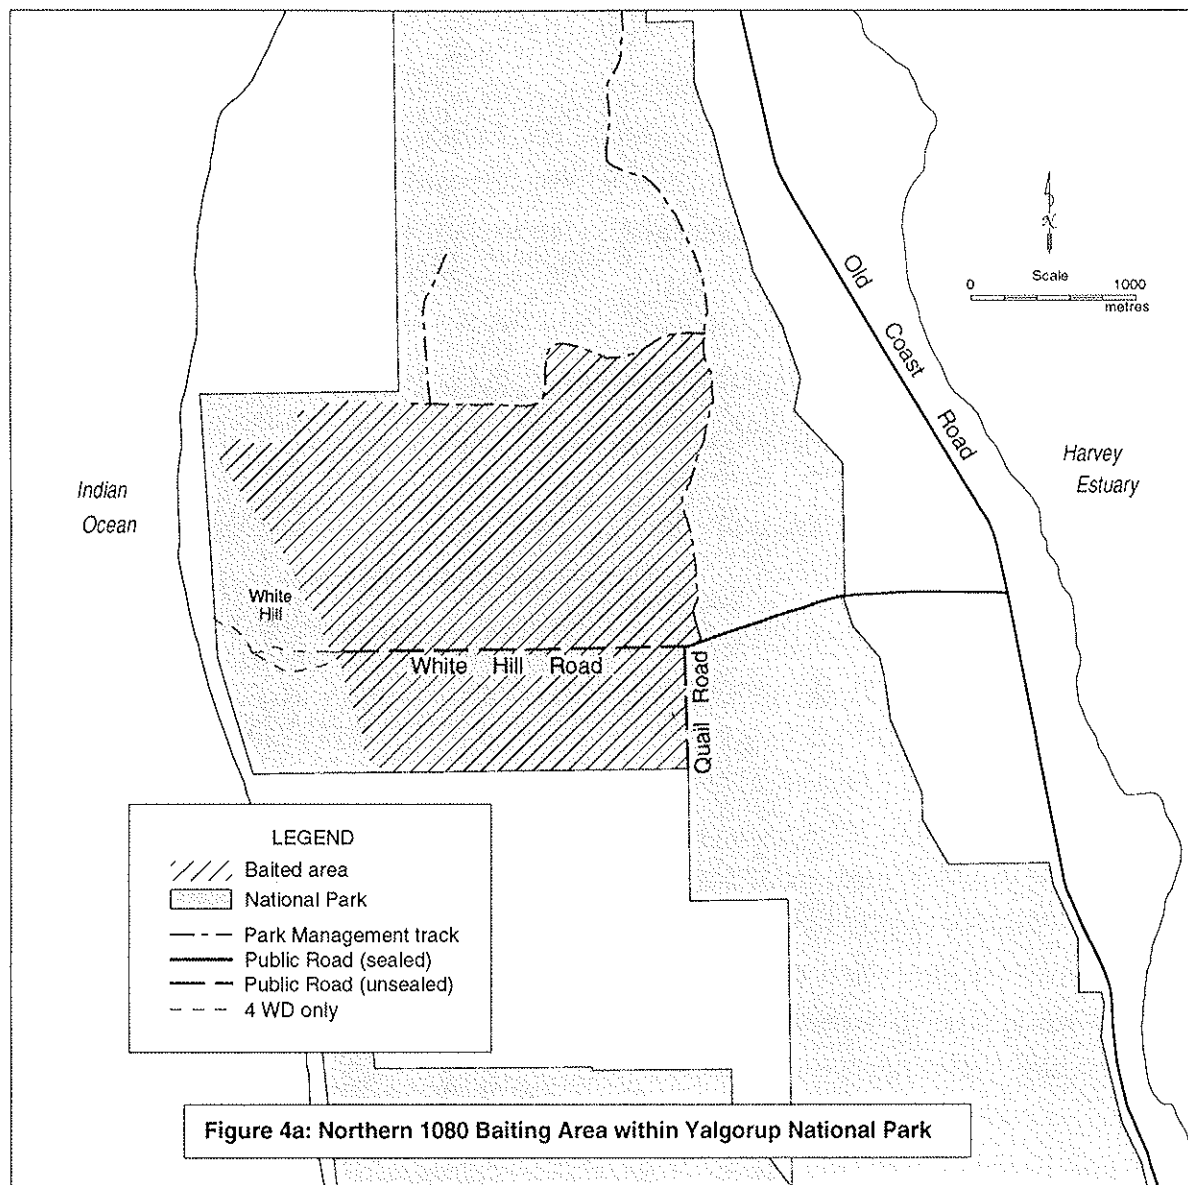 Old
Coast
Road
N
Scale
0 1000
metres
Harvey
Estuary
Indian
Ocean
White
Hill
White Hill Road
Quail Road
LEGEND
Baited area
National Park
Park Management track
Public Road (sealed)
Public Road (unsealed)
4 WD only
Figure 4a: Northern 1080 Baiting Area within Yalgorup National Park